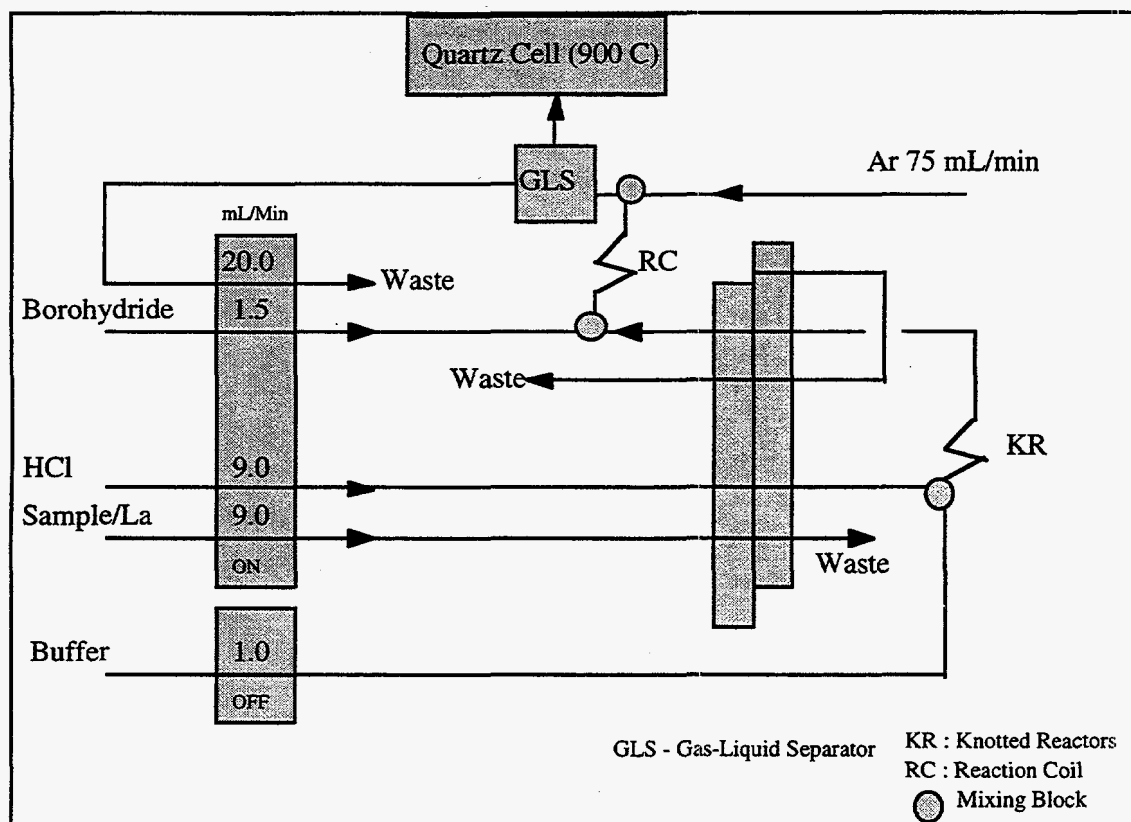 Quartz Cell (900 C)
GLS
Ar 75 mL/min
mL/Min
RC
20.0
Waste
Borohydride
1.5
Waste
KR
HCl
9.0
Sample/La
9.0
ON
Waste
Buffer
1.0
OFF
GLS - Gas-Liquid Separator
KR : Knotted Reactors
RC : Reaction Coil
Mixing Block